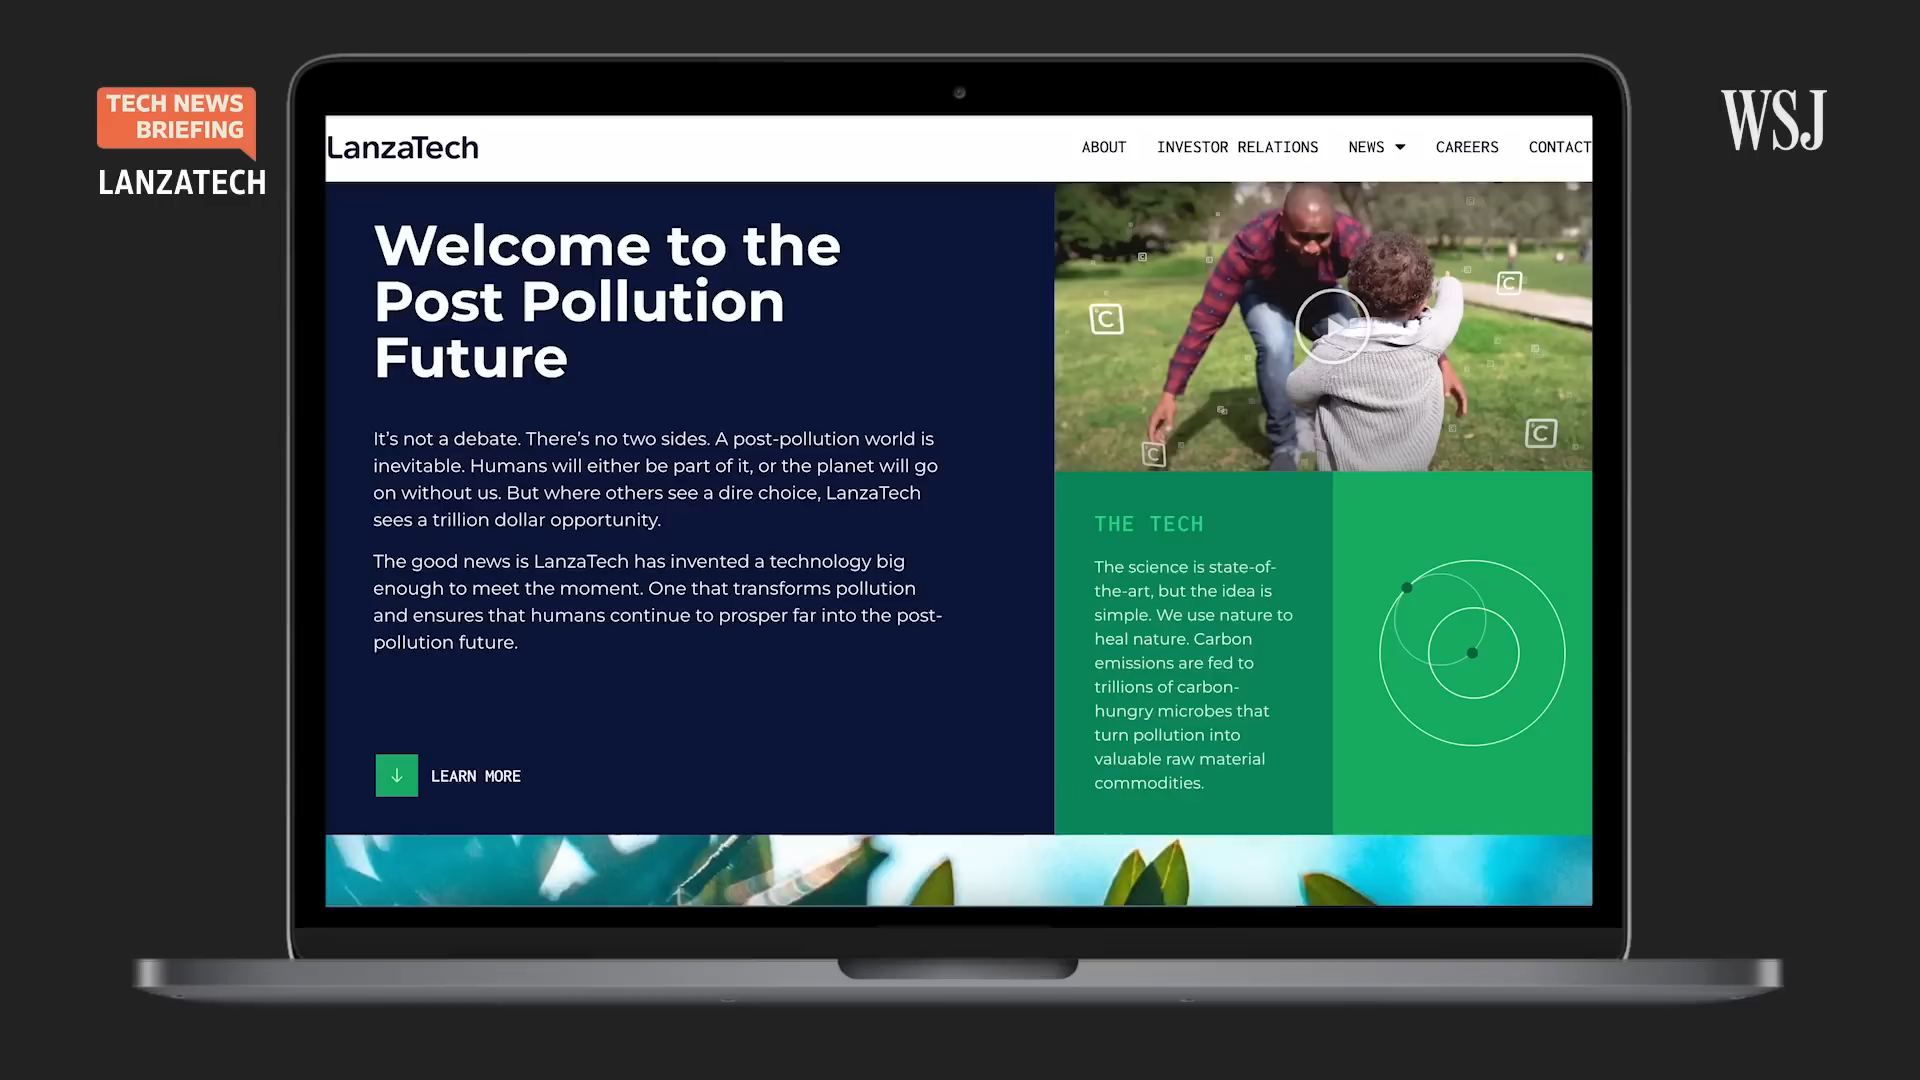 TECH NEWS
BRIEFING
LANZATECH
WSJ
LanzaTech
ABOUT INVESTOR RELATIONS NEWS CAREERS CONTACT
Welcome to the
Post Pollution
Future
It’s not a debate. There’s no two sides. A post-pollution world is
inevitable. Humans will either be part of it, or the planet will go
on without us. But where others see a dire choice, LanzaTech
sees a trillion dollar opportunity.
The good news is LanzaTech has invented a technology big
enough to meet the moment. One that transforms pollution
and ensures that humans continue to prosper far into the post-
pollution future.
LEARN MORE
C
C
C
C
THE TECH
The science is state-of-
the-art, but the idea is
simple. We use nature to
heal nature. Carbon
emissions are fed to
trillions of carbon-
hungry microbes that
turn pollution into
valuable raw material
commodities.